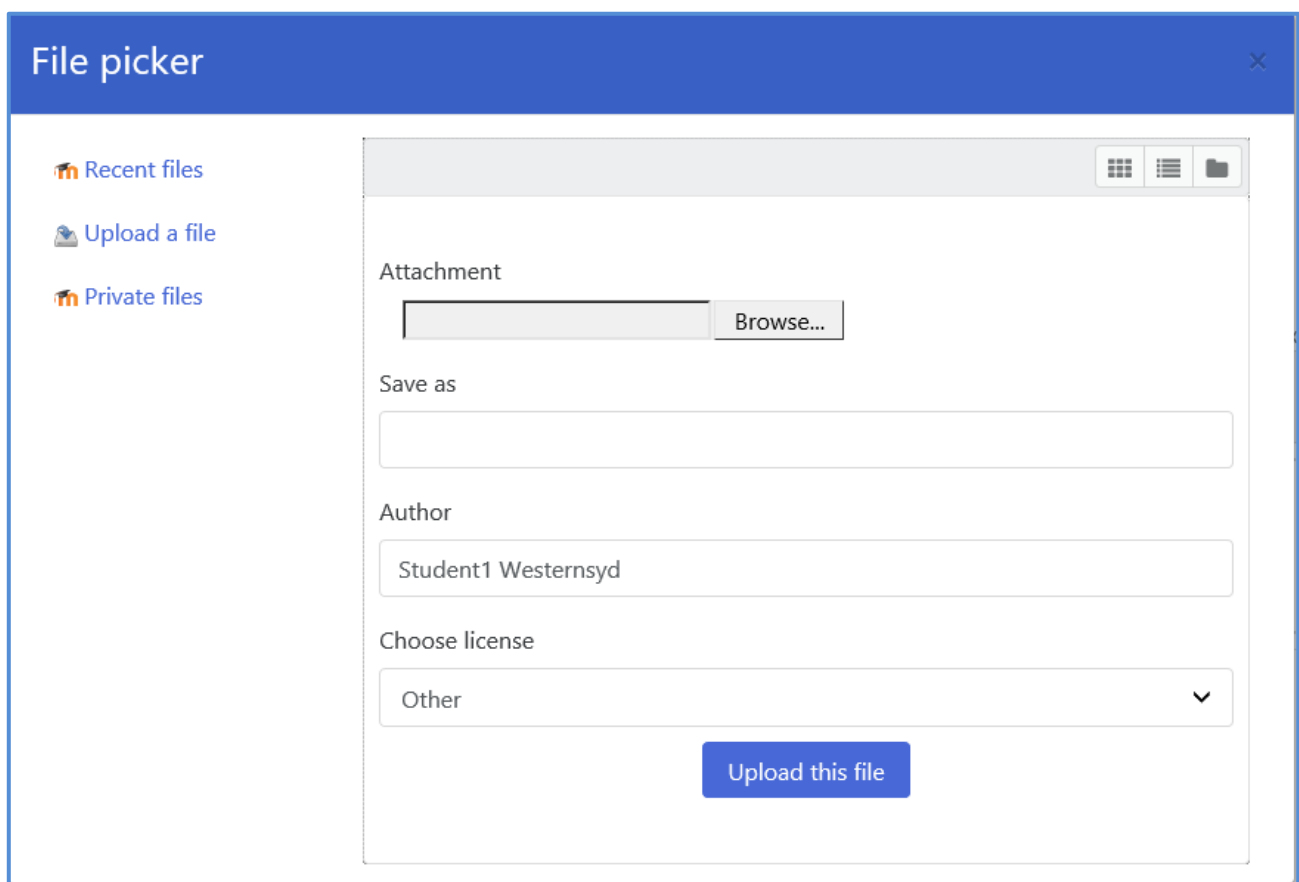 File picker
×
Recent files
Upload a file
Private files
Attachment
Browse...
Save as
Author
Student1 Westernsyd
Choose license
Other
Upload this file